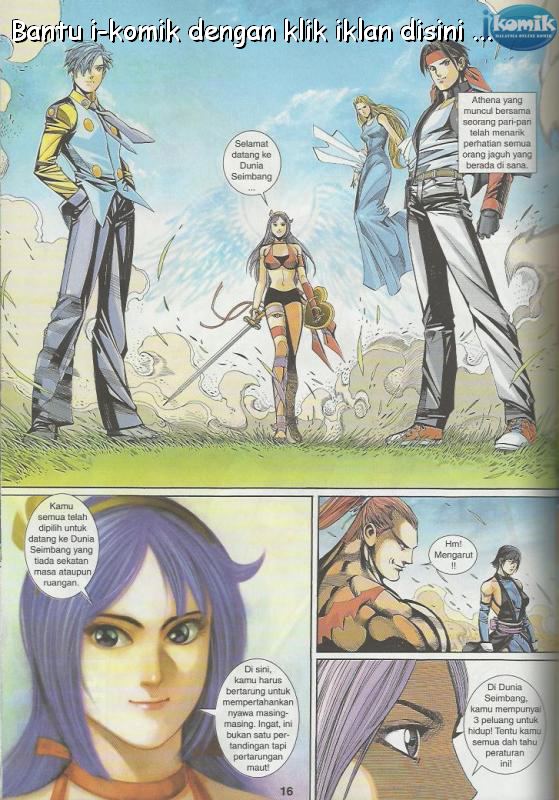 Bantu i-komik dengan klik iklan disini ...
ikomik
MALAYSIA ONLINE KOMIK
Athena yang
muncul bersama
seorang pari-pari
telah menarik
perhatian semua
orang jaguh yang
berada di sana.
Selamat
datang ke
Dunia
Seimbang
...
Kamu
semua telah
dipilih untuk
datang ke Dunia
Seimbang yang
tiada sekatan
masa ataupun
ruangan.
Hm!
Mengarut
!!
Di sini,
kamu harus
bertarung untuk
mempertahankan
nyawa masing-
masing. Ingat, ini
bukan satu per-
tandingan tapi
pertarungan
maut!
Di Dunia
Seimbang,
kamu mempunyai
3 peluang untuk
hidup! Tentu kamu
semua dah tahu
peraturan
ini!
16